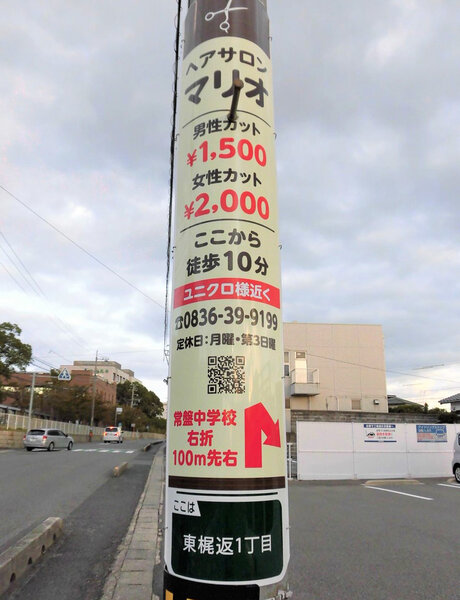 ヘアサロン
マリオ
男性カット
¥1,500
女性カット
¥2,000
ここから
徒歩10分
ユニクロ様近く
☎0836-39-9199
定休日：月曜・第3日曜
常盤中学校
右折
100m先右
ここは
東梶返1丁目